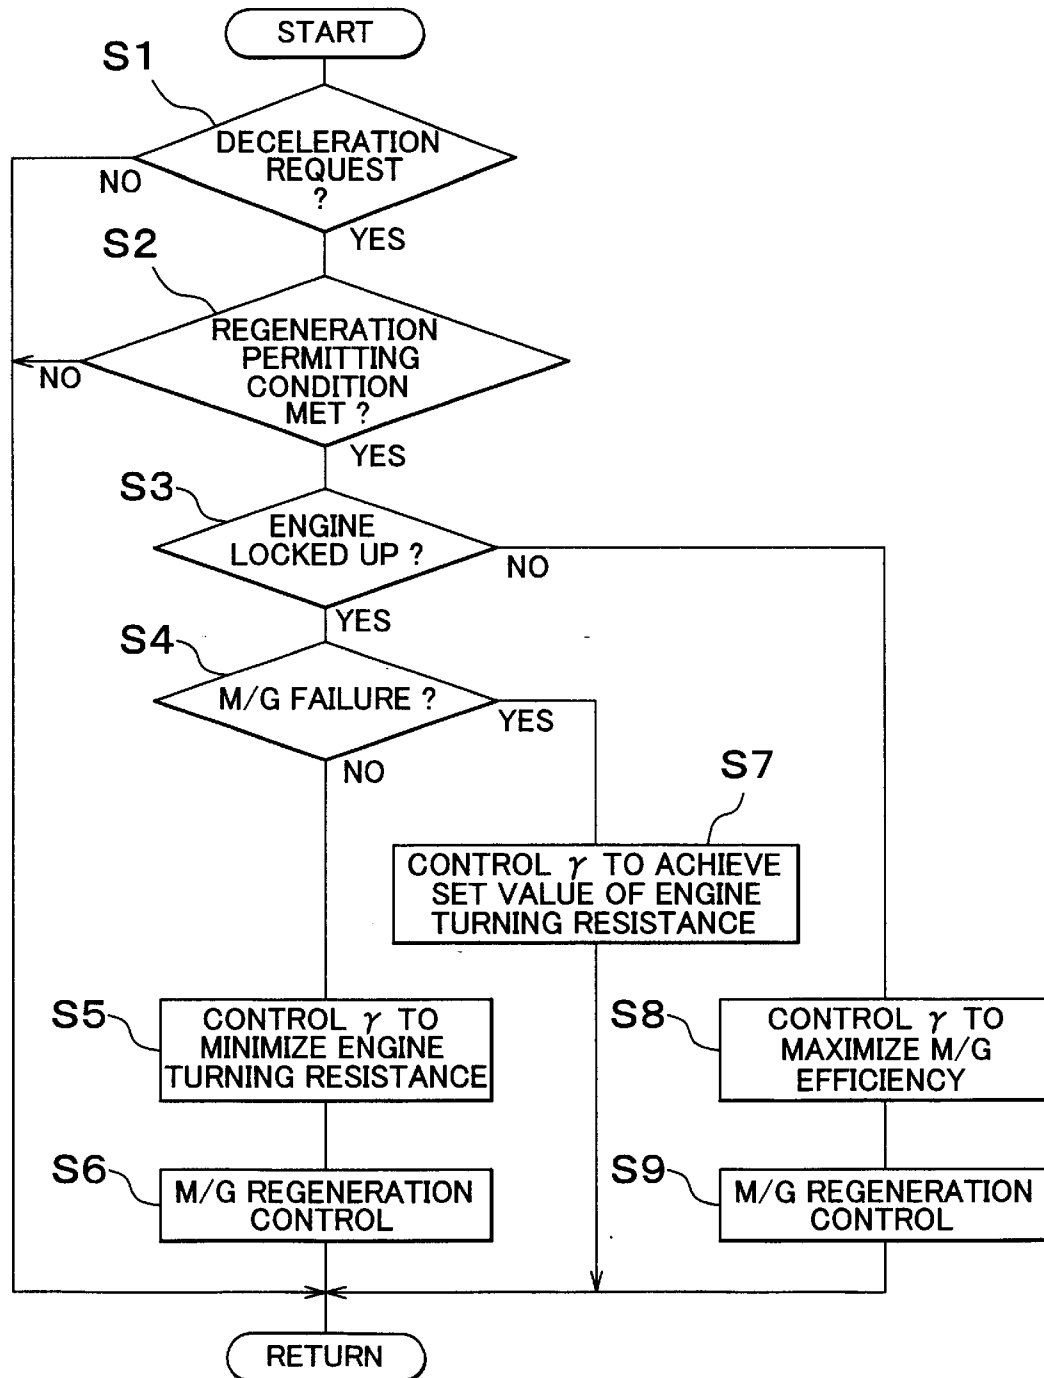 START
S1
DECELERATION
REQUEST
?
NO
YES
S2
REGENERATION
PERMITTING
CONDITION
MET ?
NO
YES
S3
ENGINE
LOCKED UP ?
NO
YES
S4
M/G FAILURE ?
YES
NO
S7
CONTROL γ TO ACHIEVE
SET VALUE OF ENGINE
TURNING RESISTANCE
S5
CONTROL γ TO
MINIMIZE ENGINE
TURNING RESISTANCE
S8
CONTROL γ TO
MAXIMIZE M/G
EFFICIENCY
S6
M/G REGENERATION
CONTROL
S9
M/G REGENERATION
CONTROL
RETURN